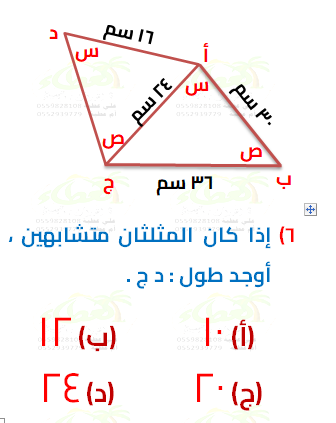 د
١٦ سم
أ
س
س
٢٤ سم
٣٠ سم
ص
ص
ج
ب
٣٦ سم
٦) إذا كان المثلثان متشابهين ،
أوجد طول : د ج .
(أ) ١٠ (ب) ١٢
(ج) ٢٠ (د) ٢٤